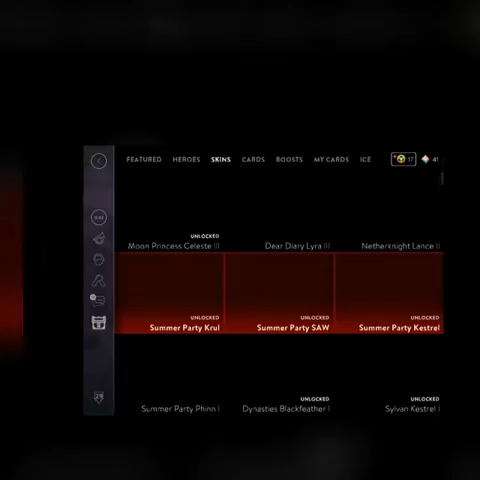 FEATURED HEROES SKINS CARDS BOOSTS MY CARDS ICE 17 41
UNLOCKED
Moon Princess Celeste III Dear Diary Lyra III Netherknight Lance II
UNLOCKED UNLOCKED UNLOCKED
Summer Party Krul Summer Party SAW Summer Party Kestrel
UNLOCKED UNLOCKED
Summer Party Phinn I Dynasties Blackfeather I Sylvan Kestrel I